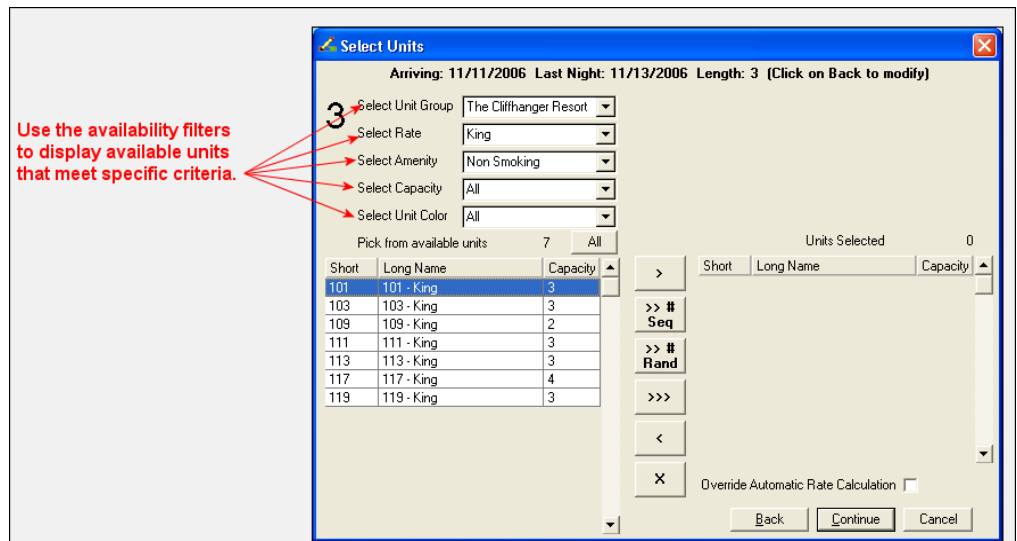 Select Units
Arriving: 11/11/2006 Last Night: 11/13/2006 Length: 3 (Click on Back to modify)
Use the availability filters
to display available units
that meet specific criteria.
3
Select Unit Group The Cliffhanger Resort
Select Rate King
Select Amenity Non Smoking
Select Capacity All
Select Unit Color All
Pick from available units 7 All
Units Selected 0
Short Long Name Capacity
101 101 - King 3
103 103 - King 3
109 109 - King 2
111 111 - King 3
113 113 - King 3
117 117 - King 4
119 119 - King 3
>
>> #
Seq
>> #
Rand
>>>
<
X
Short Long Name Capacity
Override Automatic Rate Calculation
Back Continue Cancel